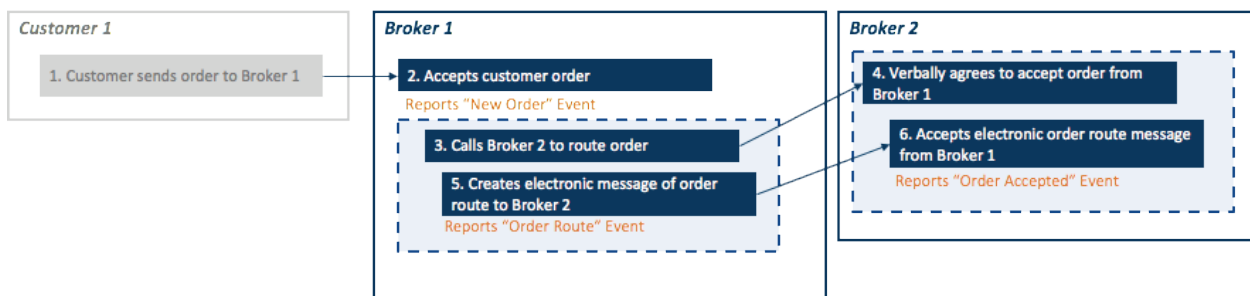 Customer 1
1. Customer sends order to Broker 1
Broker 1
2. Accepts customer order
Reports “New Order” Event
3. Calls Broker 2 to route order
5. Creates electronic message of order
route to Broker 2
Reports “Order Route” Event
Broker 2
4. Verbally agrees to accept order from
Broker 1
6. Accepts electronic order route message
from Broker 1
Reports “Order Accepted” Event